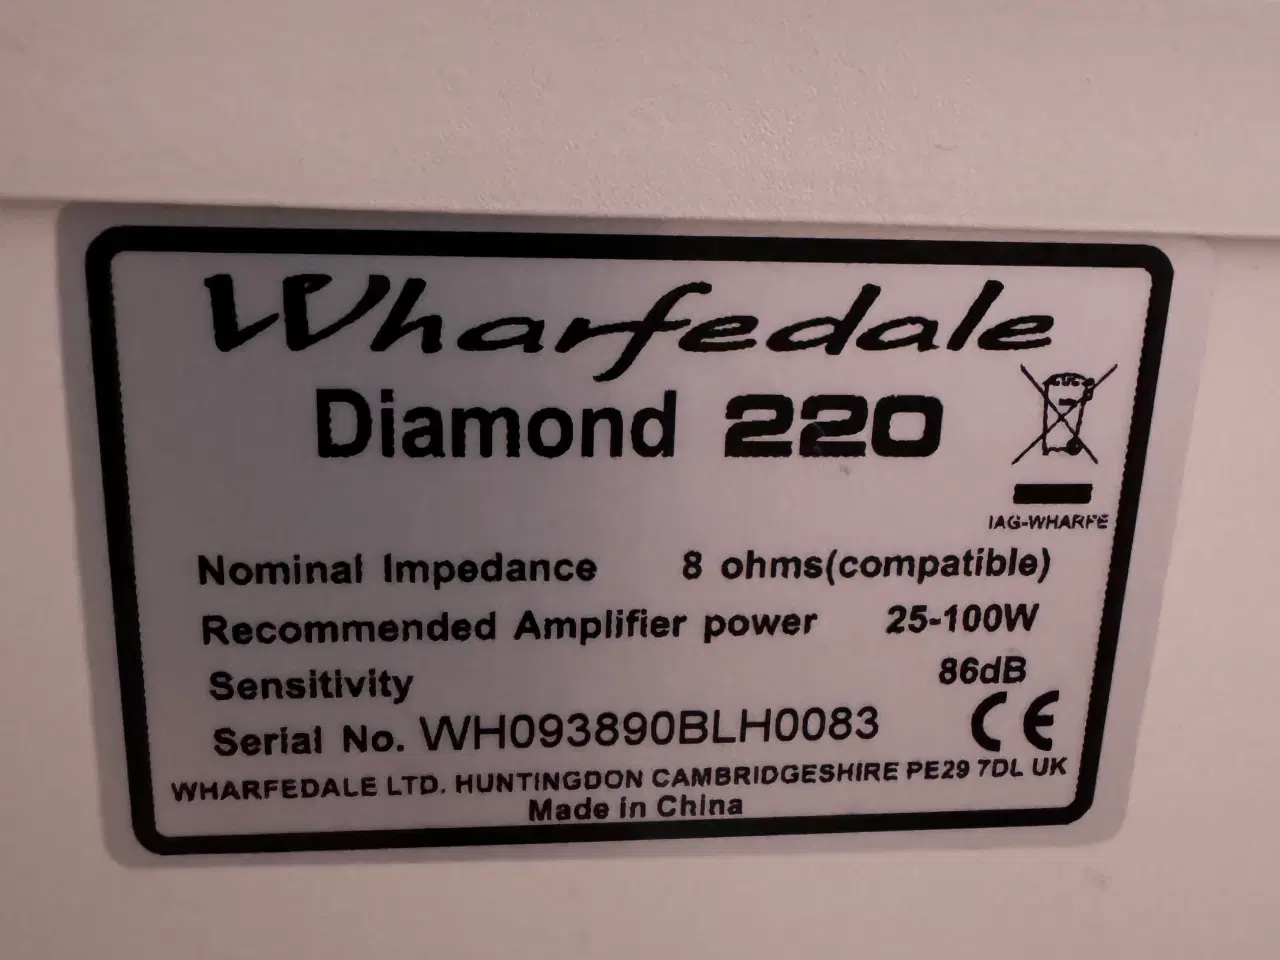 Wharfedale
Diamond 220
IAG-WHARFE
Nominal Impedance 8 ohms(compatible)
Recommended Amplifier power 25-100W
Sensitivity 86dB
Serial No. WH093890BLH0083 CE
WHARFEDALE LTD. HUNTINGDON CAMBRIDGESHIRE PE29 7DL UK
Made in China